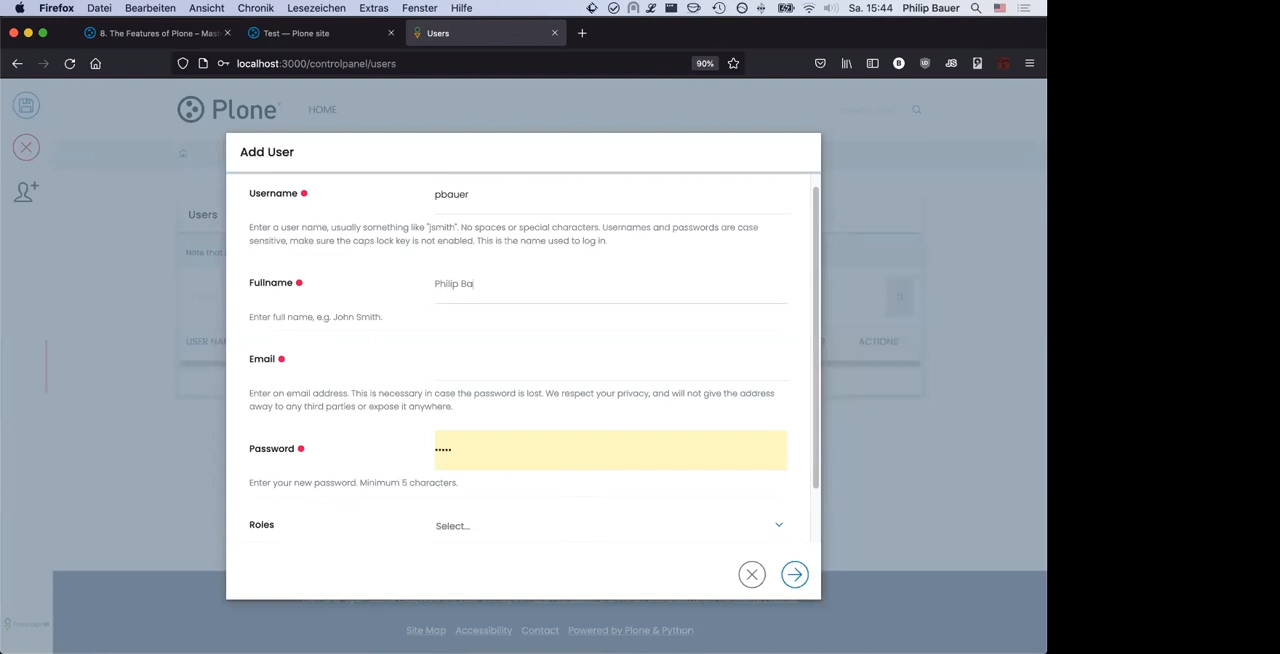 Firefox Datei Bearbeiten Ansicht Chronik Lesezeichen Extras Fenster Hilfe Sa. 15:44 Philip Bauer
8. The Features of Plone – Mast Test — Plone site Users
localhost:3000/controlpanel/users 90%
Plone HOME
Add User
Username pbauer
Users
Enter a user name, usually something like "jsmith". No spaces or special characters. Usernames and passwords are case
sensitive, make sure the caps lock key is not enabled. This is the name used to log in.
Note that
Fullname Philip Ba
Enter full name, e.g. John Smith.
USER NA ACTIONS
Email
Enter an email address. This is necessary in case the password is lost. We respect your privacy, and will not give the address
away to any third parties or expose it anywhere.
Password •••••
Enter your new password. Minimum 5 characters.
Roles Select...
Site Map Accessibility Contact Powered by Plone & Python